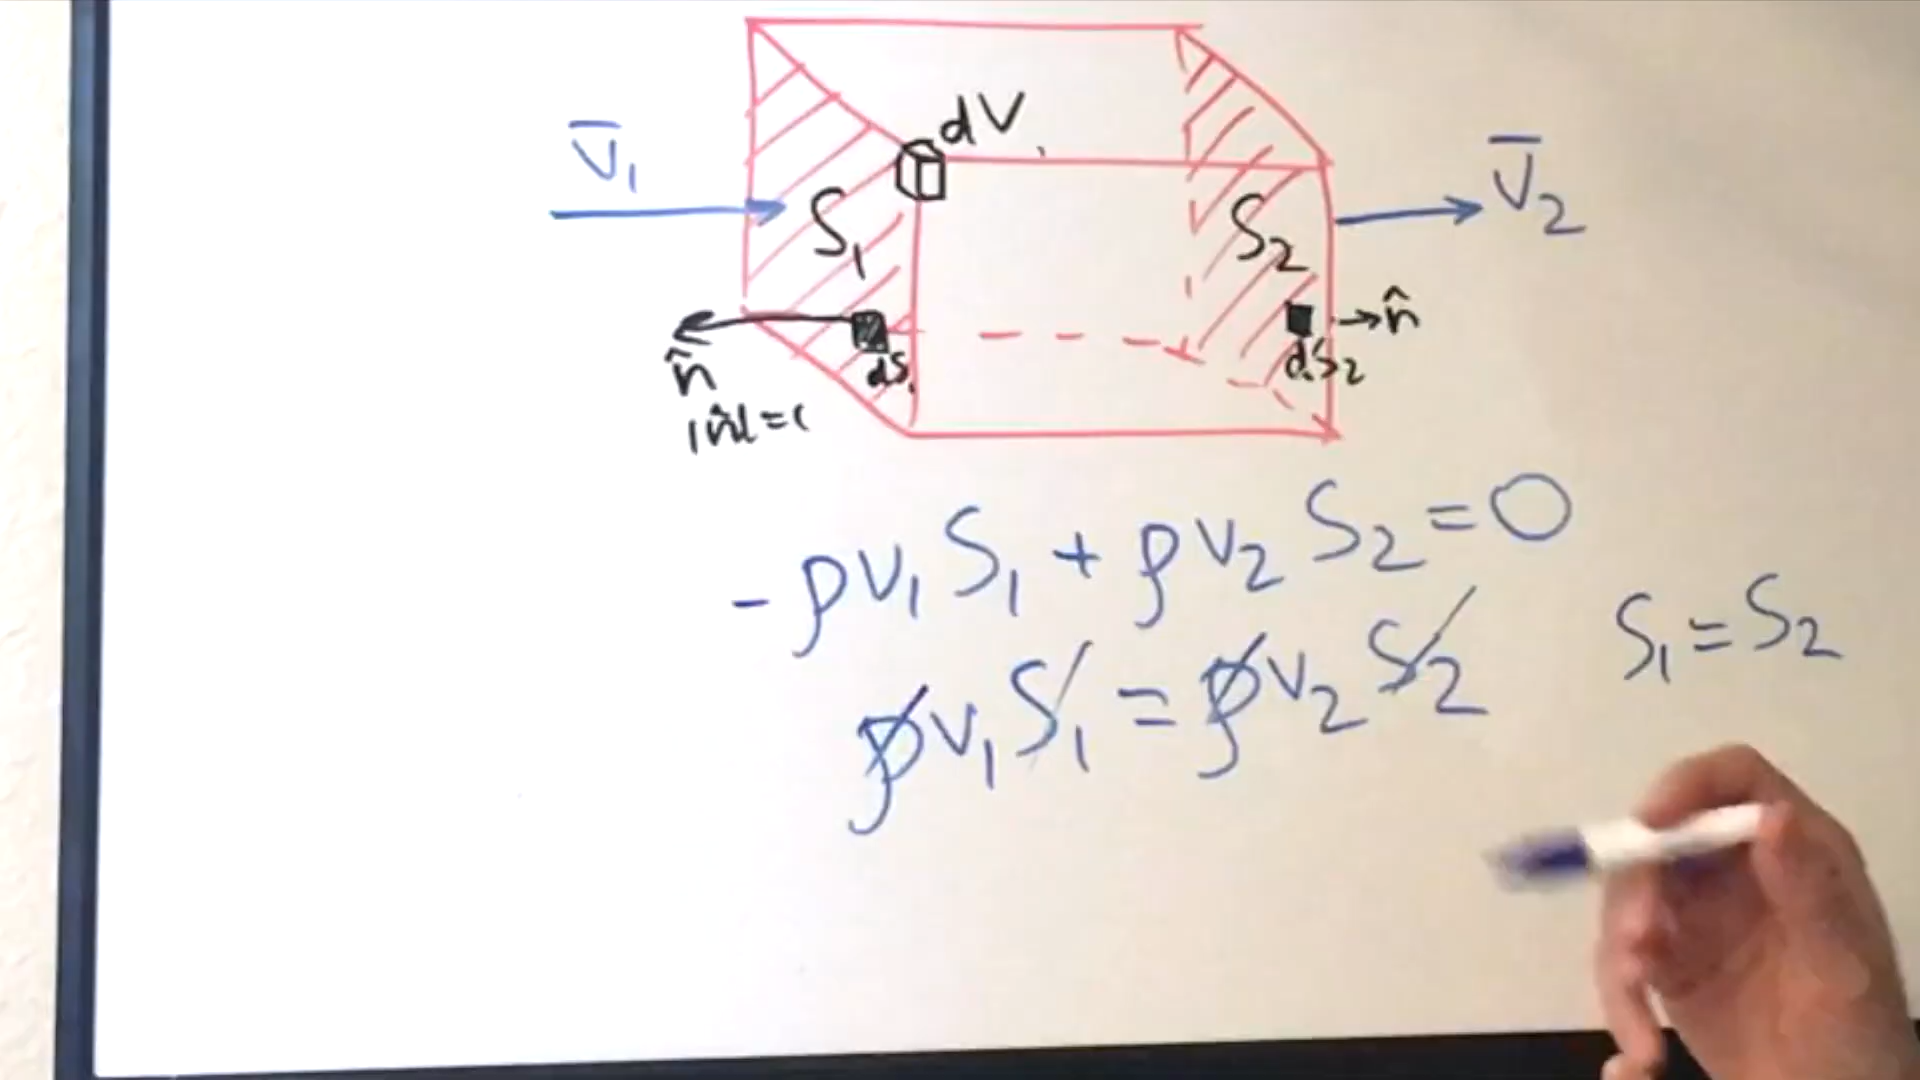 dV
V̄₁
V̄₂
S₁
S₂
n̂
n̂
dS₁
dS₂
|n̂|=1
-ρv₁S₁+ρv₂S₂=0
S₁=S₂
ρv₁S₁=ρv₂S₂